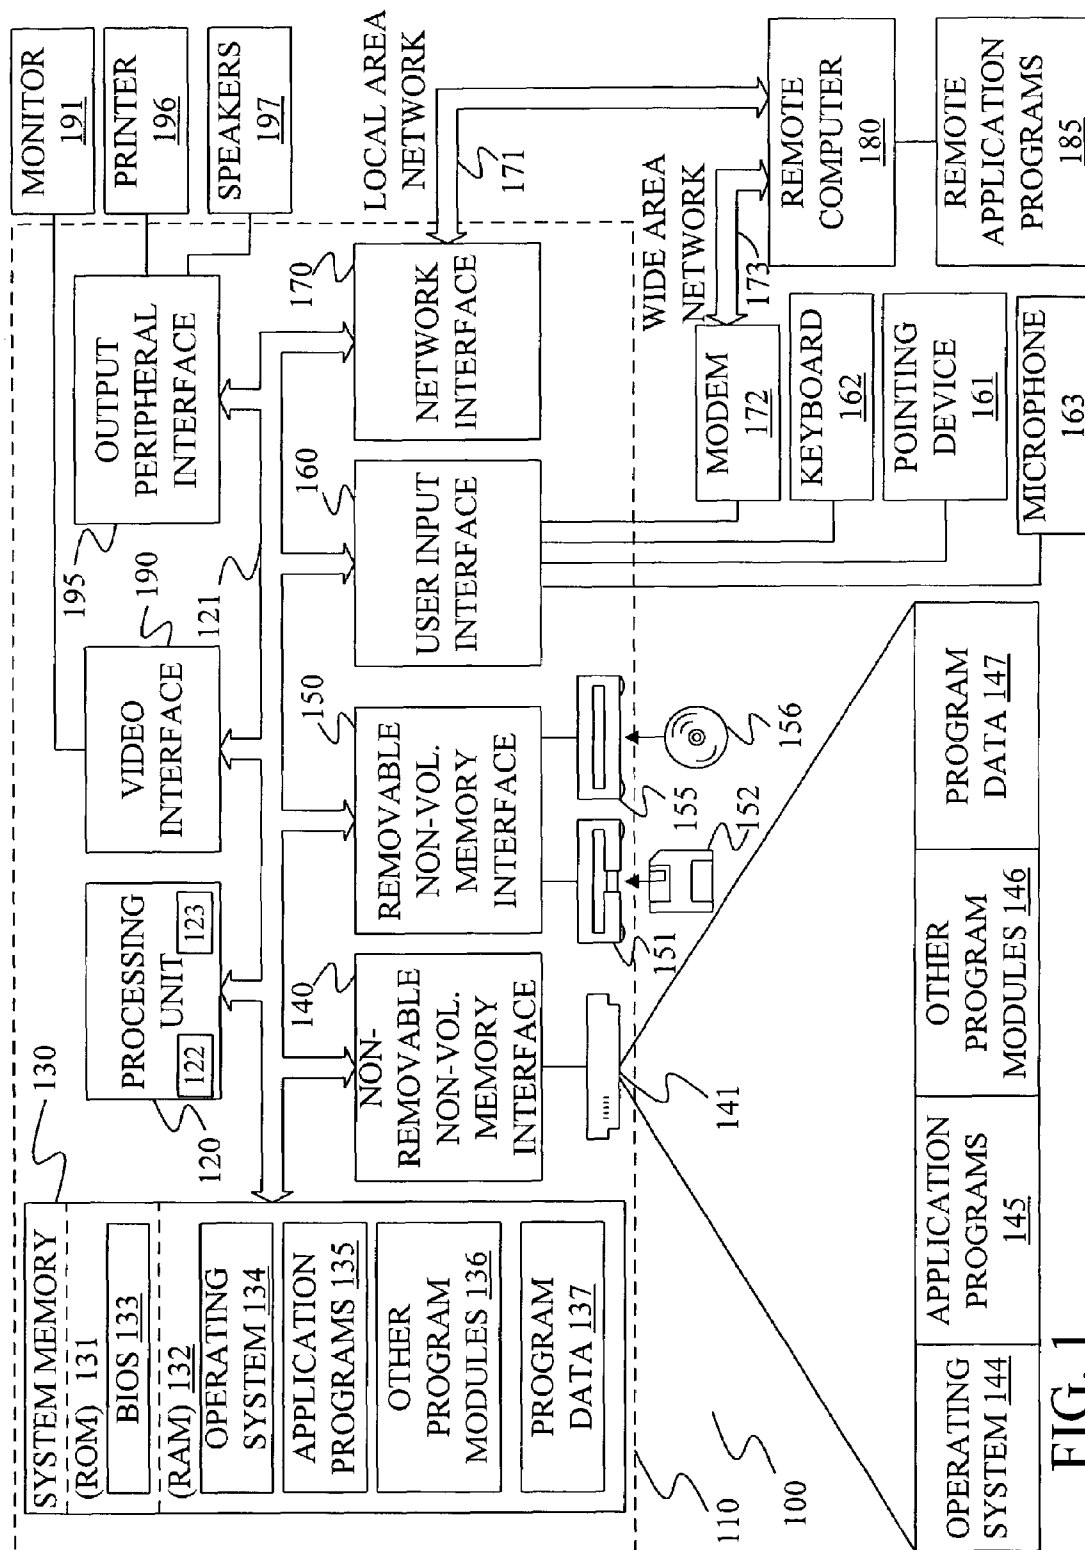 SYSTEM MEMORY
(ROM) 131
BIOS 133
(RAM) 132
OPERATING
SYSTEM 134
APPLICATION
PROGRAMS 135
OTHER
PROGRAM
MODULES 136
PROGRAM
DATA 137
130
PROCESSING
UNIT
122
123
120
VIDEO
INTERFACE
190
OUTPUT
PERIPHERAL
INTERFACE
195
121
MONITOR
191
PRINTER
196
SPEAKERS
197
NON-
REMOVABLE
NON-VOL.
MEMORY
INTERFACE
140
REMOVABLE
NON-VOL.
MEMORY
INTERFACE
150
USER INPUT
INTERFACE
160
NETWORK
INTERFACE
170
LOCAL AREA
NETWORK
171
141
151
152
155
156
WIDE AREA
NETWORK
173
MODEM
172
KEYBOARD
162
POINTING
DEVICE
161
MICROPHONE
163
REMOTE
COMPUTER
180
REMOTE
APPLICATION
PROGRAMS
185
110
100
OPERATING
SYSTEM 144
APPLICATION
PROGRAMS
145
OTHER
PROGRAM
MODULES 146
PROGRAM
DATA 147
FIG. 1